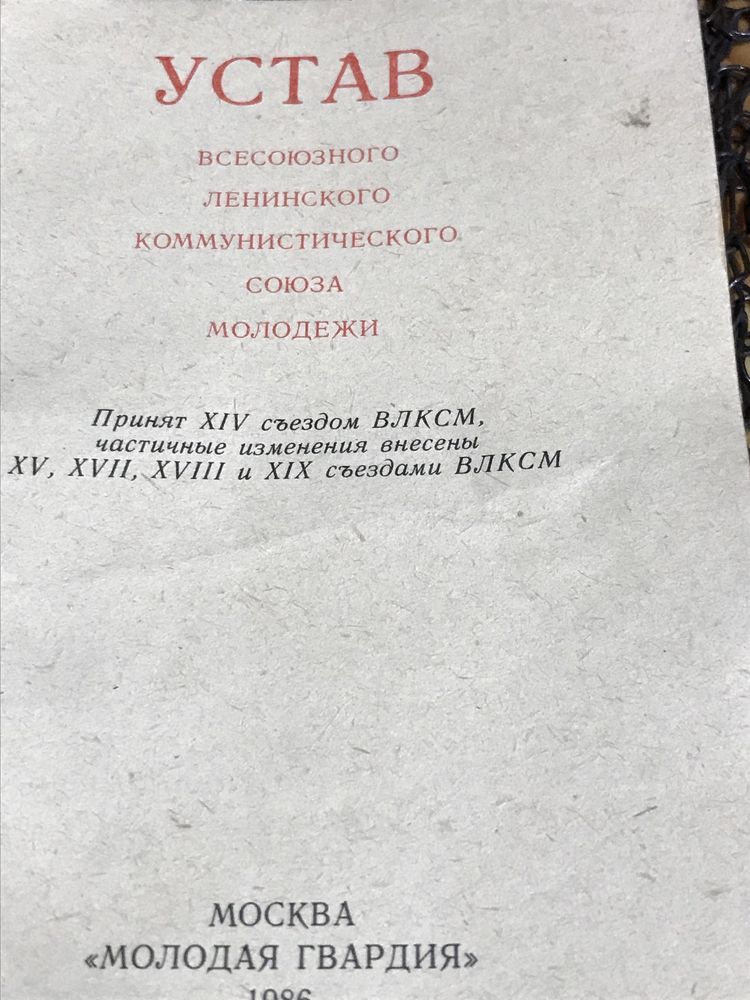 УСТАВ
ВСЕСОЮЗНОГО
ЛЕНИНСКОГО
КОММУНИСТИЧЕСКОГО
СОЮЗА
МОЛОДЕЖИ
Принят XIV съездом ВЛКСМ,
частичные изменения внесены
XV, XVII, XVIII и XIX съездами ВЛКСМ
МОСКВА
«МОЛОДАЯ ГВАРДИЯ»
1986